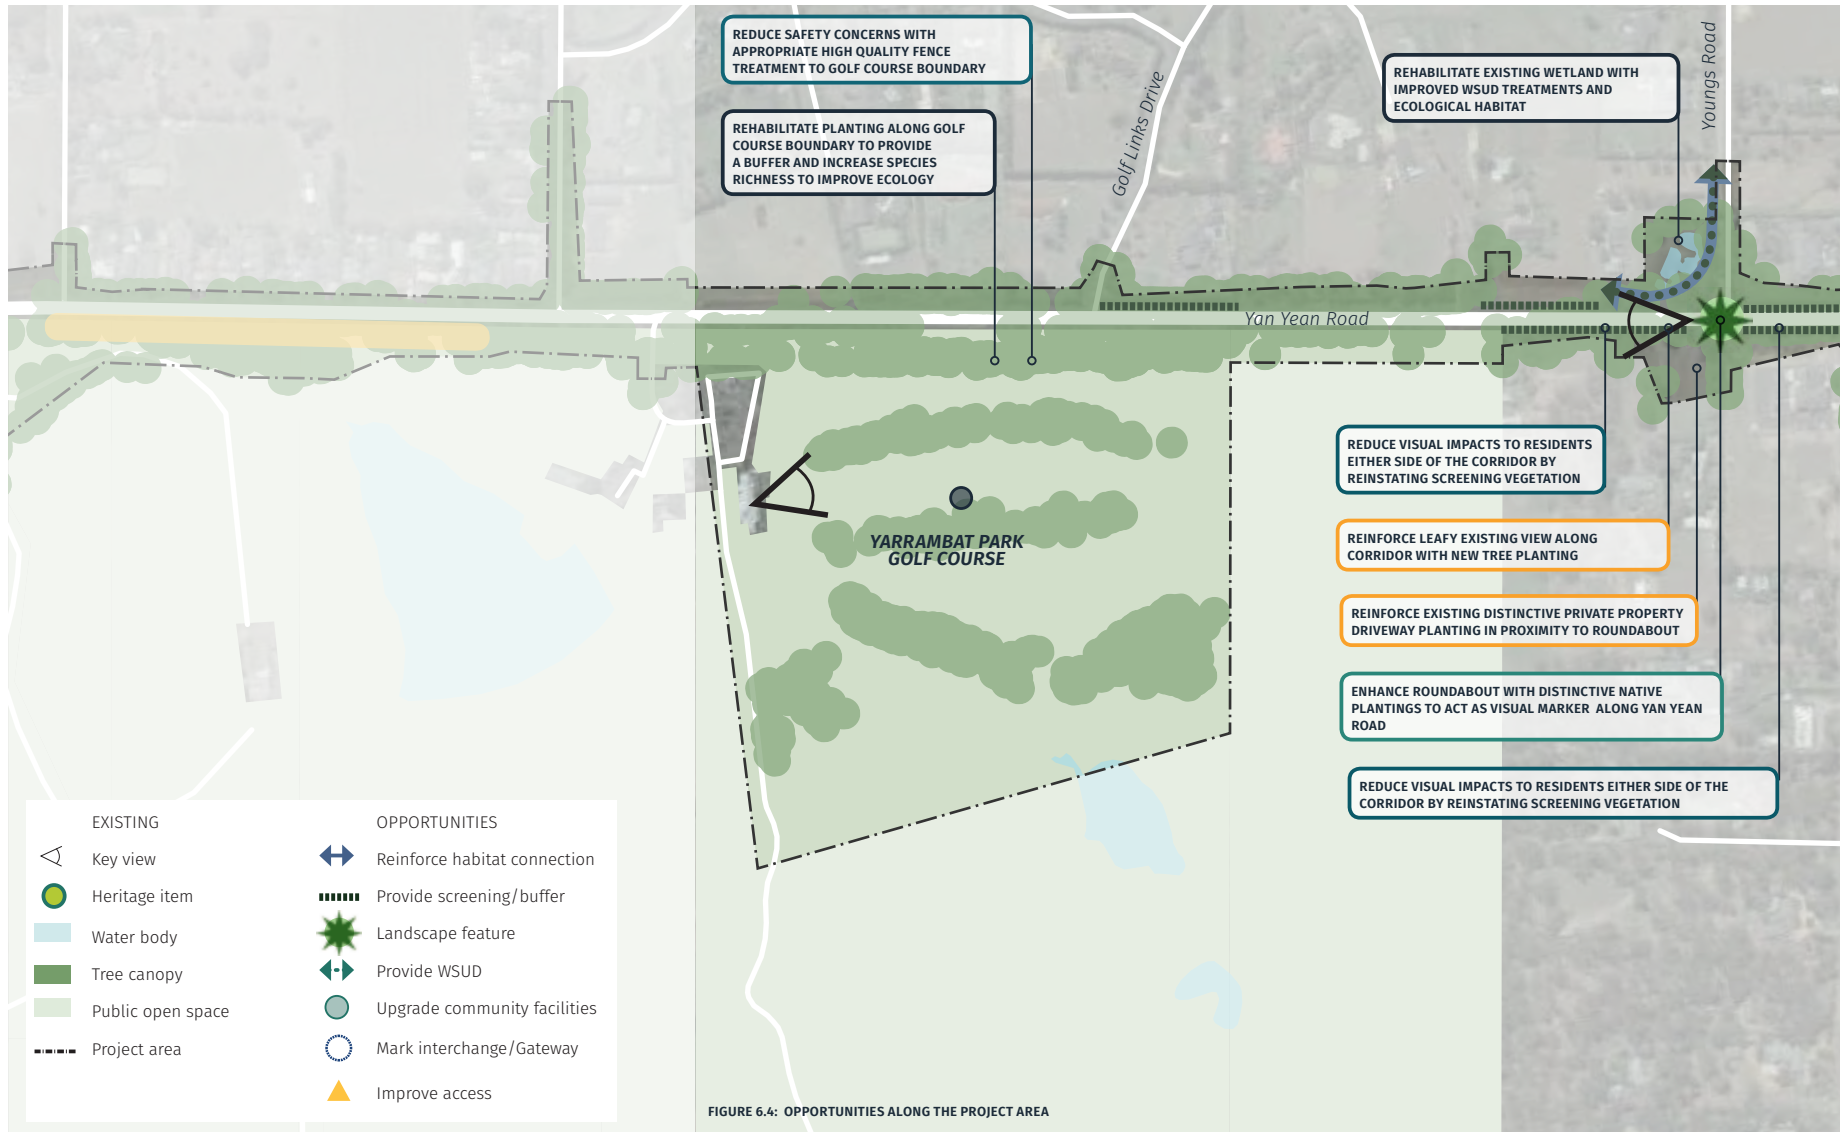 REDUCE SAFETY CONCERNS WITH
APPROPRIATE HIGH QUALITY FENCE
TREATMENT TO GOLF COURSE BOUNDARY
REHABILITATE PLANTING ALONG GOLF
COURSE BOUNDARY TO PROVIDE
A BUFFER AND INCREASE SPECIES
RICHNESS TO IMPROVE ECOLOGY
Golf Links Drive
REHABILITATE EXISTING WETLAND WITH
IMPROVED WSUD TREATMENTS AND
ECOLOGICAL HABITAT
Youngs Road
Yan Yean Road
YARRAMBAT PARK
GOLF COURSE
REDUCE VISUAL IMPACTS TO RESIDENTS
EITHER SIDE OF THE CORRIDOR BY
REINSTATING SCREENING VEGETATION
REINFORCE LEAFY EXISTING VIEW ALONG
CORRIDOR WITH NEW TREE PLANTING
REINFORCE EXISTING DISTINCTIVE PRIVATE PROPERTY
DRIVEWAY PLANTING IN PROXIMITY TO ROUNDABOUT
ENHANCE ROUNDABOUT WITH DISTINCTIVE NATIVE
PLANTINGS TO ACT AS VISUAL MARKER ALONG YAN YEAN
ROAD
REDUCE VISUAL IMPACTS TO RESIDENTS EITHER SIDE OF THE
CORRIDOR BY REINSTATING SCREENING VEGETATION
EXISTING
Key view
Heritage item
Water body
Tree canopy
Public open space
Project area
OPPORTUNITIES
Reinforce habitat connection
Provide screening/buffer
Landscape feature
Provide WSUD
Upgrade community facilities
Mark interchange/Gateway
Improve access
FIGURE 6.4: OPPORTUNITIES ALONG THE PROJECT AREA